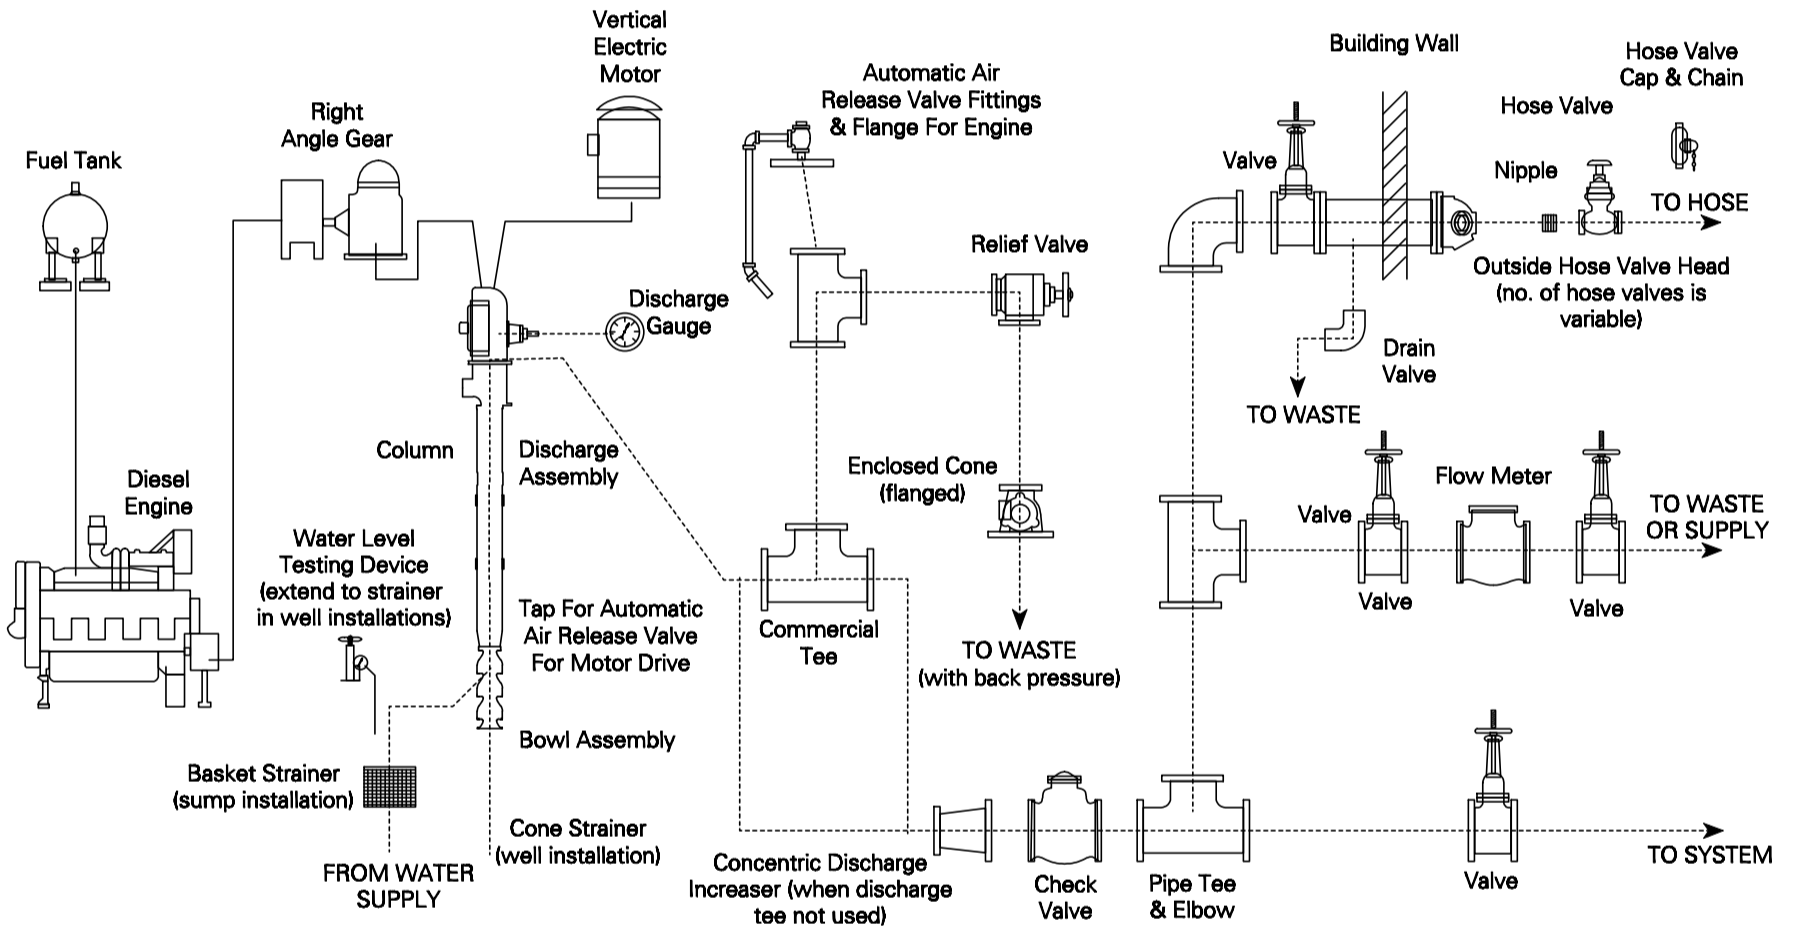 Vertical
Electric
Motor
Automatic Air
Release Valve Fittings
& Flange For Engine
Building Wall
Hose Valve
Cap & Chain
Hose Valve
Right
Angle Gear
Fuel Tank
Valve
Nipple
TO HOSE
Relief Valve
Outside Hose Valve Head
(no. of hose valves is
variable)
Discharge
Gauge
Drain
Valve
TO WASTE
Column
Discharge
Assembly
Enclosed Cone
(flanged)
Flow Meter
Valve
TO WASTE
OR SUPPLY
Diesel
Engine
Water Level
Testing Device
(extend to strainer
in well installations)
Valve
Valve
Tap For Automatic
Air Release Valve
For Motor Drive
Commercial
Tee
TO WASTE
(with back pressure)
Bowl Assembly
Basket Strainer
(sump installation)
Cone Strainer
(well installation)
FROM WATER
SUPPLY
Concentric Discharge
Increaser (when discharge
tee not used)
Check
Valve
Pipe Tee
& Elbow
Valve
TO SYSTEM